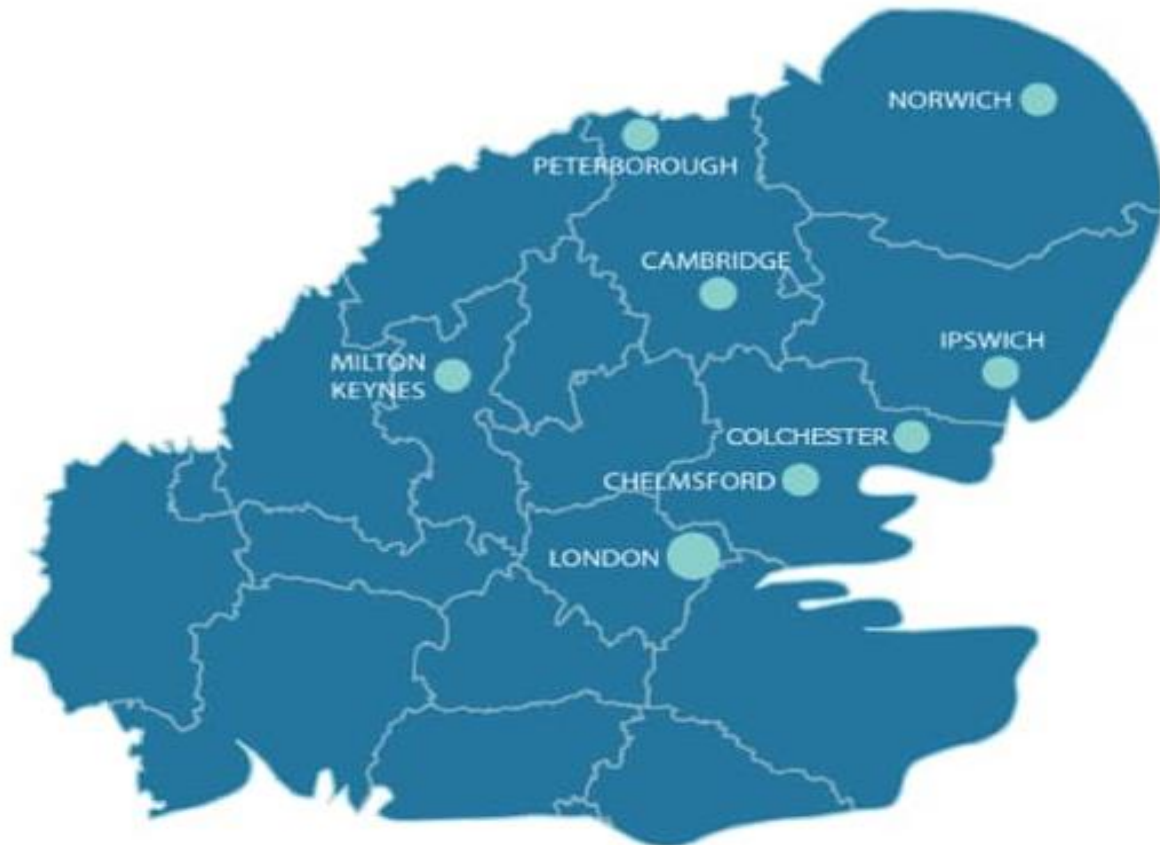 NORWICH
PETERBOROUGH
CAMBRIDGE
IPSWICH
MILTON
KEYNES
COLCHESTER
CHELMSFORD
LONDON